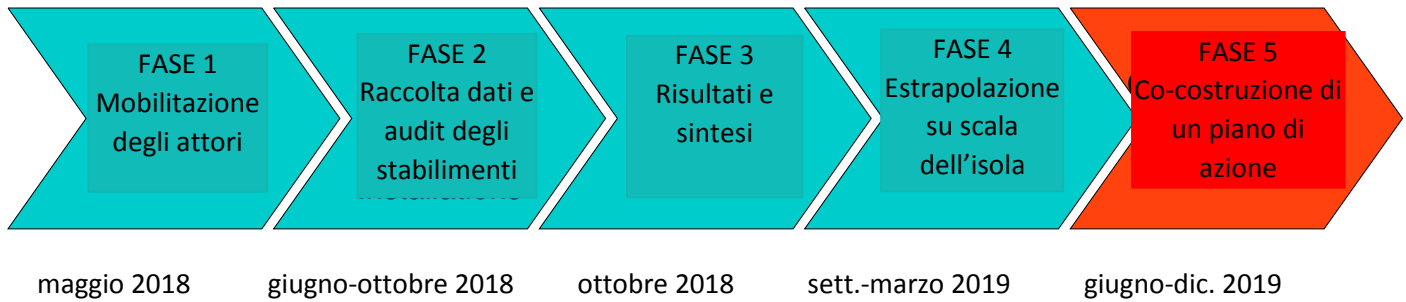 FASE 1
Mobilitazione
degli attori
FASE 2
Raccolta dati e
audit degli
stabilimenti
FASE 3
Risultati e
sintesi
FASE 4
Estrapolazione
su scala
dell’isola
FASE 5
Co-costruzione di
un piano di
azione
maggio 2018
giugno-ottobre 2018
ottobre 2018
sett.-marzo 2019
giugno-dic. 2019